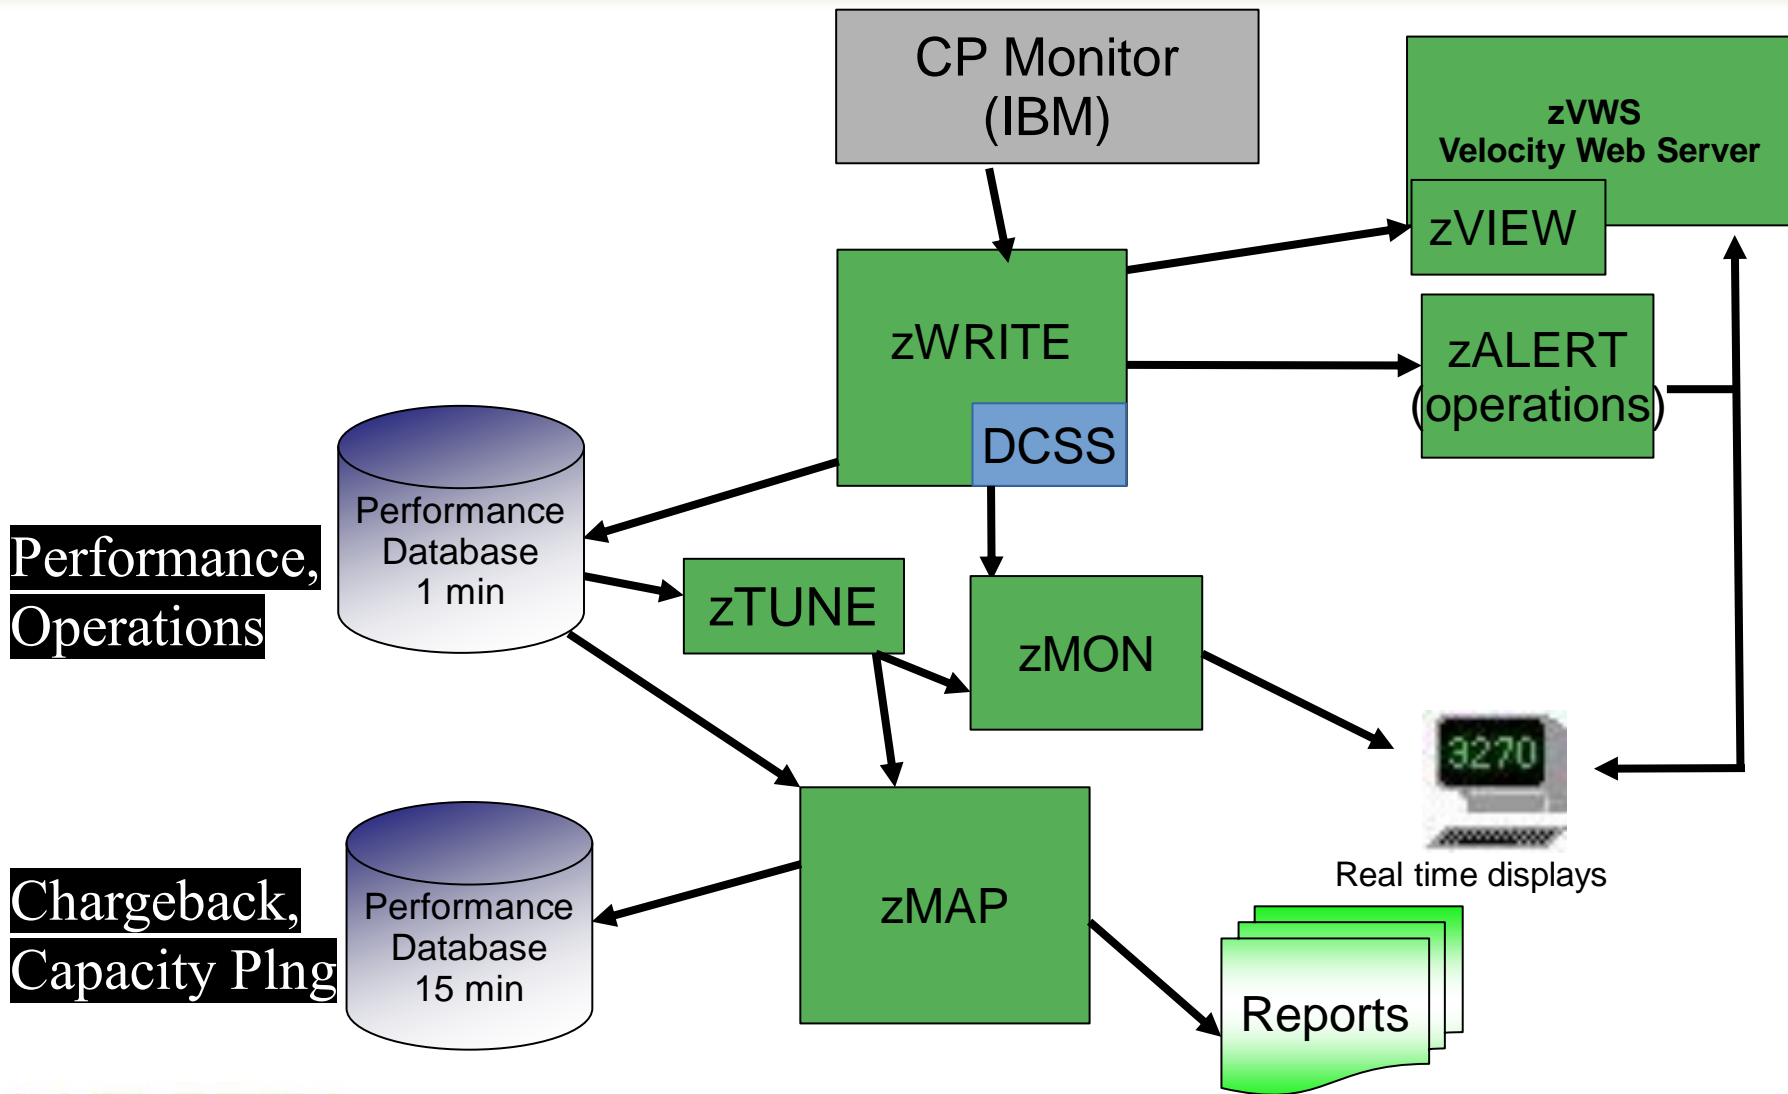 CP Monitor
(IBM)
zVWS
Velocity Web Server
zVIEW
zWRITE
DCSS
zALERT
(operations)
Performance
Database
1 min
Performance,
Operations
zTUNE
zMON
3270
Real time displays
Chargeback,
Capacity Plng
Performance
Database
15 min
zMAP
Reports